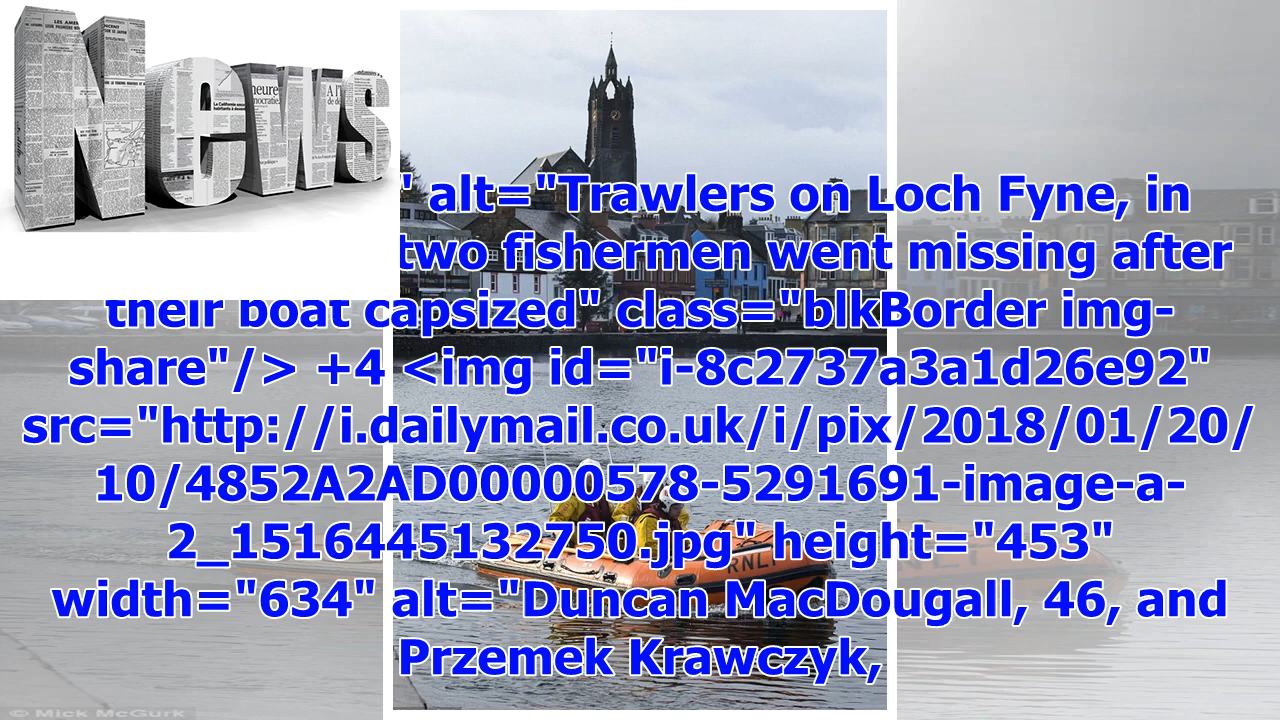 News
" alt="Trawlers on Loch Fyne, in
two fishermen went missing after
their boat capsized" class="blkBorder img-
share"/> +4 <img id="i-8c2737a3a1d26e92"
src="http://i.dailymail.co.uk/i/pix/2018/01/20/
10/4852A2AD00000578-5291691-image-a-
2_1516445132750.jpg" height="453"
width="634" alt="Duncan MacDougall, 46, and
Przemek Krawczyk,
RNLI
© Mick McGurk